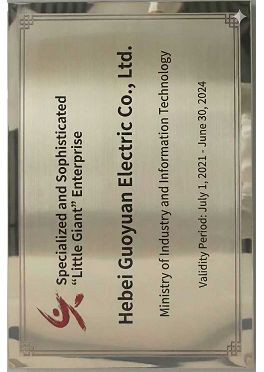 Specialized and Sophisticated
“Little Giant” Enterprise
Hebei Guoyuan Electric Co., Ltd.
Ministry of Industry and Information Technology
Validity Period: July 1, 2021 - June 30, 2024